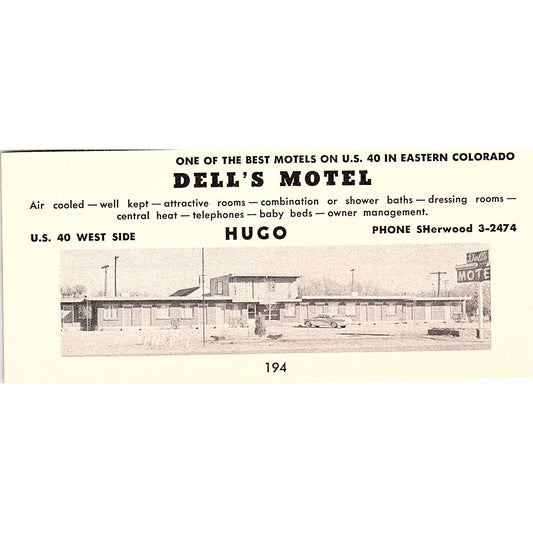 ONE OF THE BEST MOTELS ON U.S. 40 IN EASTERN COLORADO
DELL'S MOTEL
Air cooled — well kept — attractive rooms — combination or shower baths — dressing rooms —
central heat — telephones — baby beds — owner management.
U.S. 40 WEST SIDE HUGO PHONE SHerwood 3-2474
Dell's
MOTE
194